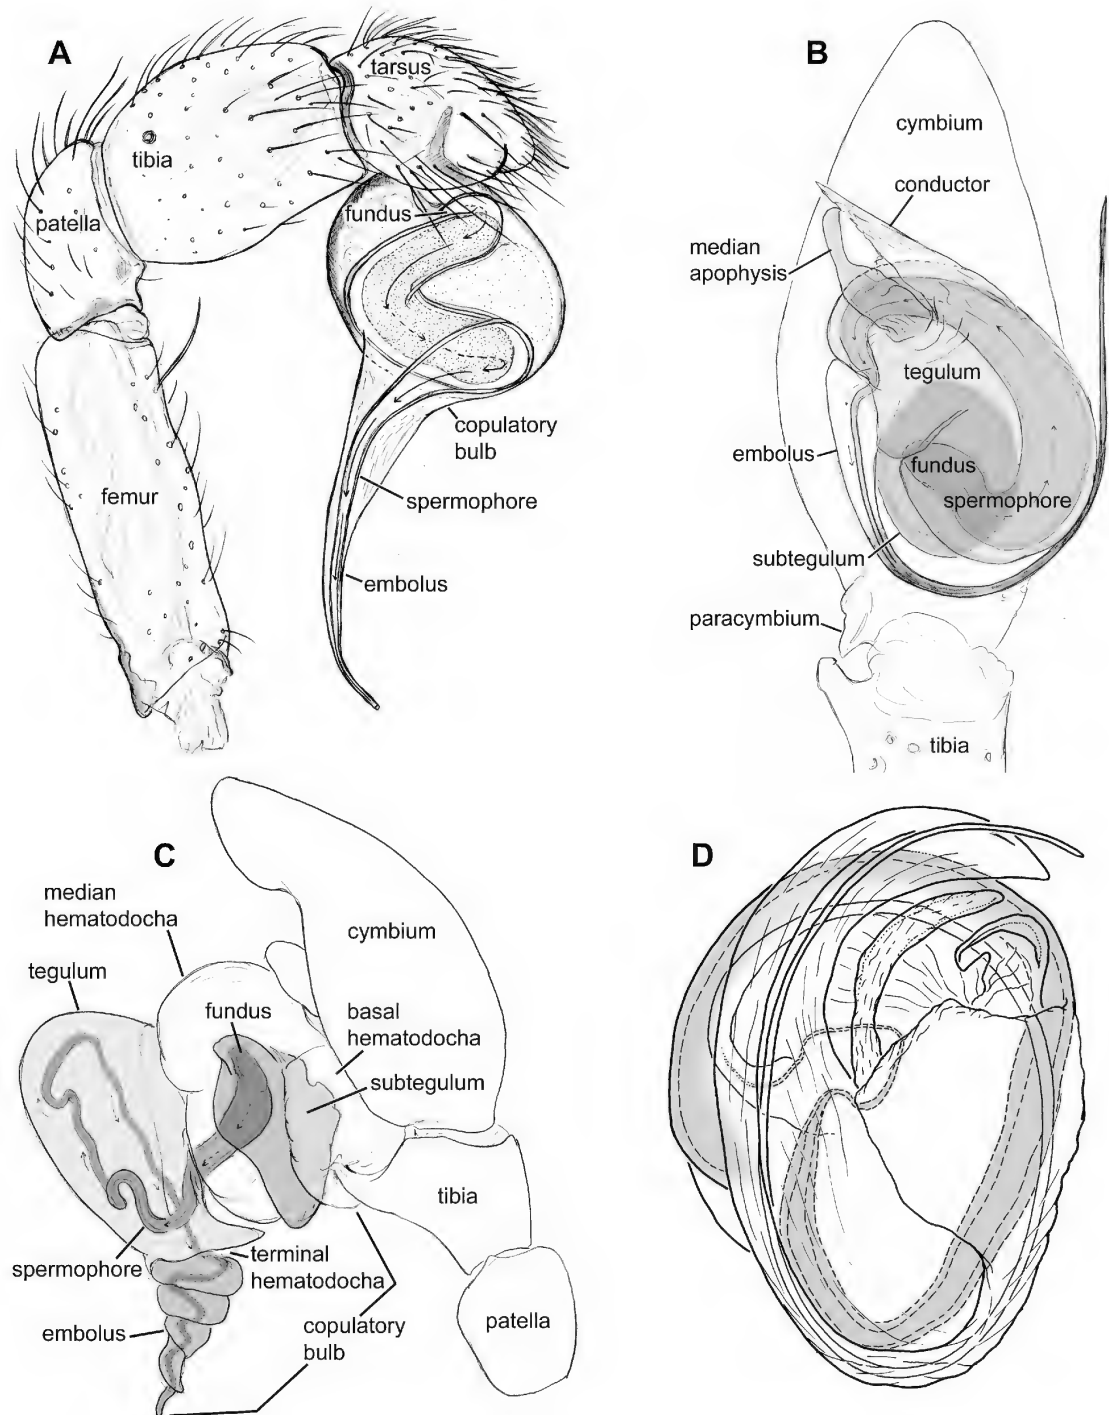 A
tarsus
tibia
patella
fundus
copulatory
bulb
femur
spermophore
embolus
B
cymbium
conductor
median
apophysis
tegulum
embolus
fundus
spermophore
subtegulum
paracymbium
tibia
C
median
hematodocha
cymbium
tegulum
fundus
basal
hematodocha
subtegulum
tibia
spermophore
terminal
hematodocha
embolus
copulatory
bulb
patella
D